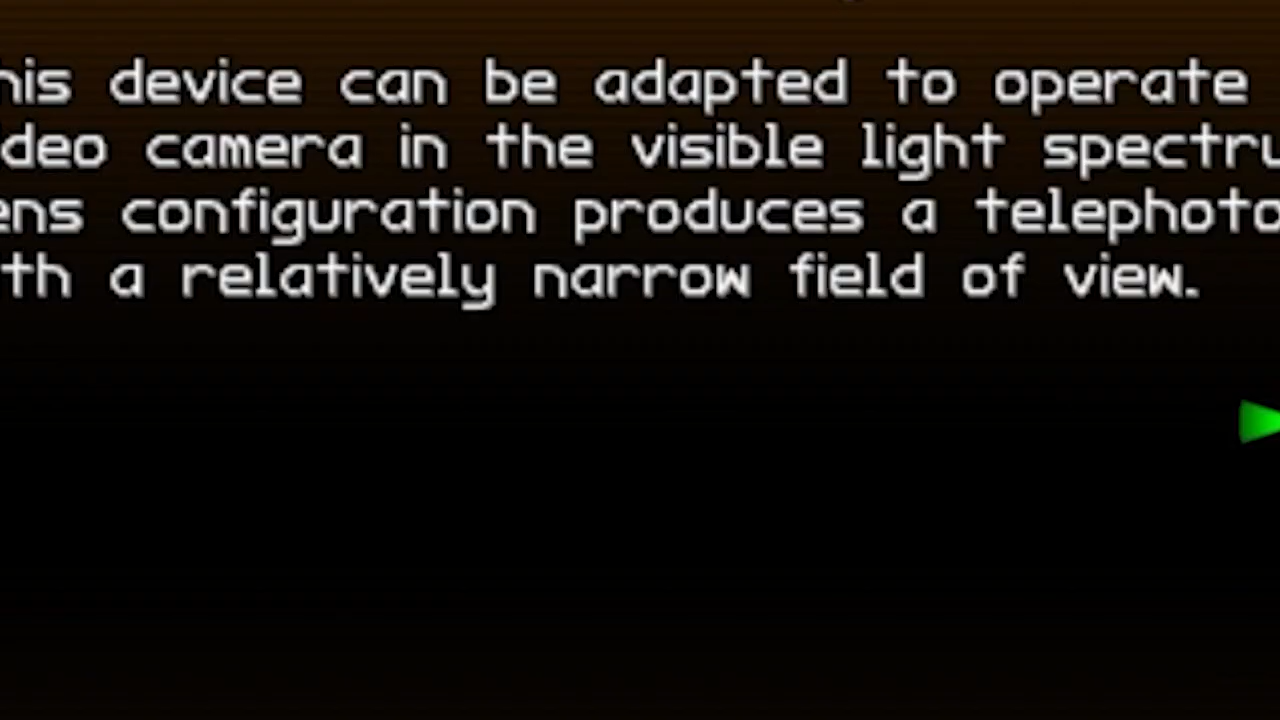 his device can be adapted to operate
deo camera in the visible light spectru
ens configuration produces a telephoto
th a relatively narrow field of view.